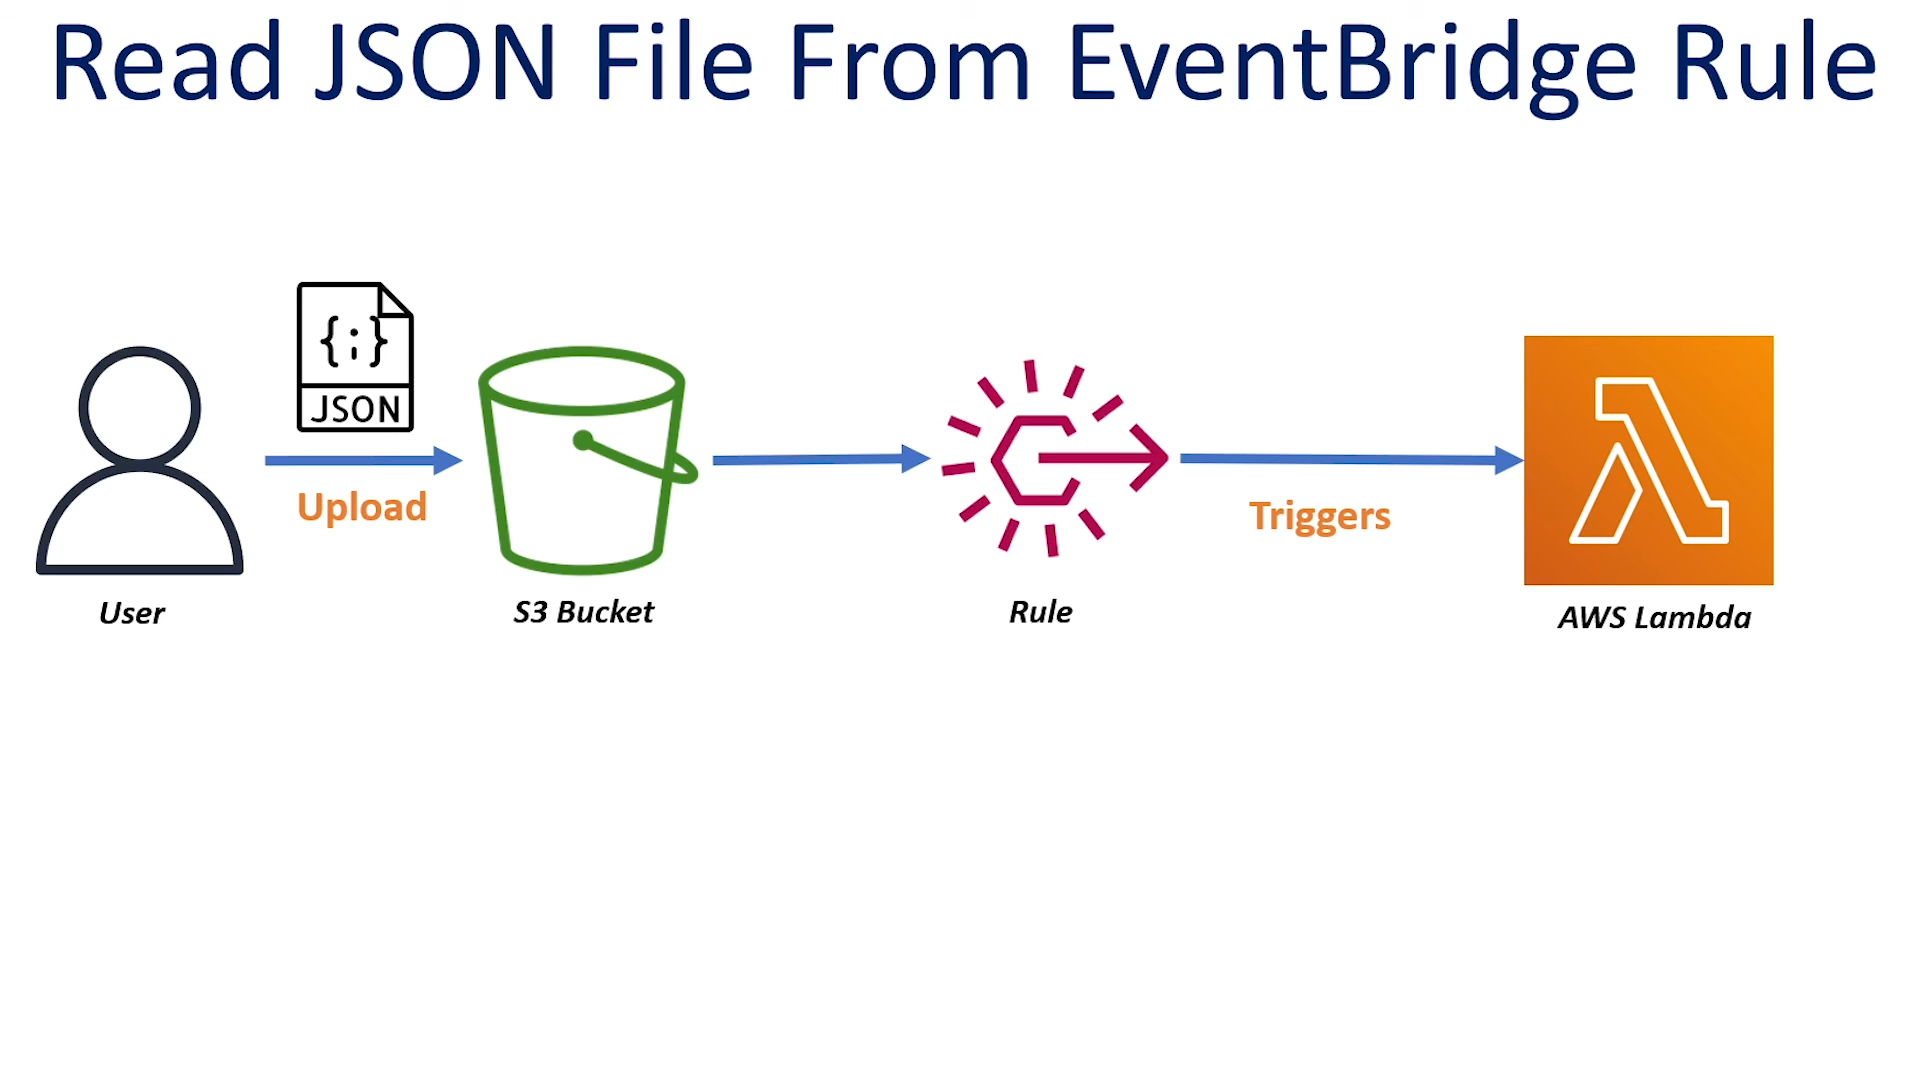 Read JSON File From EventBridge Rule
{;}
JSON
Upload
Triggers
User
S3 Bucket
Rule
AWS Lambda